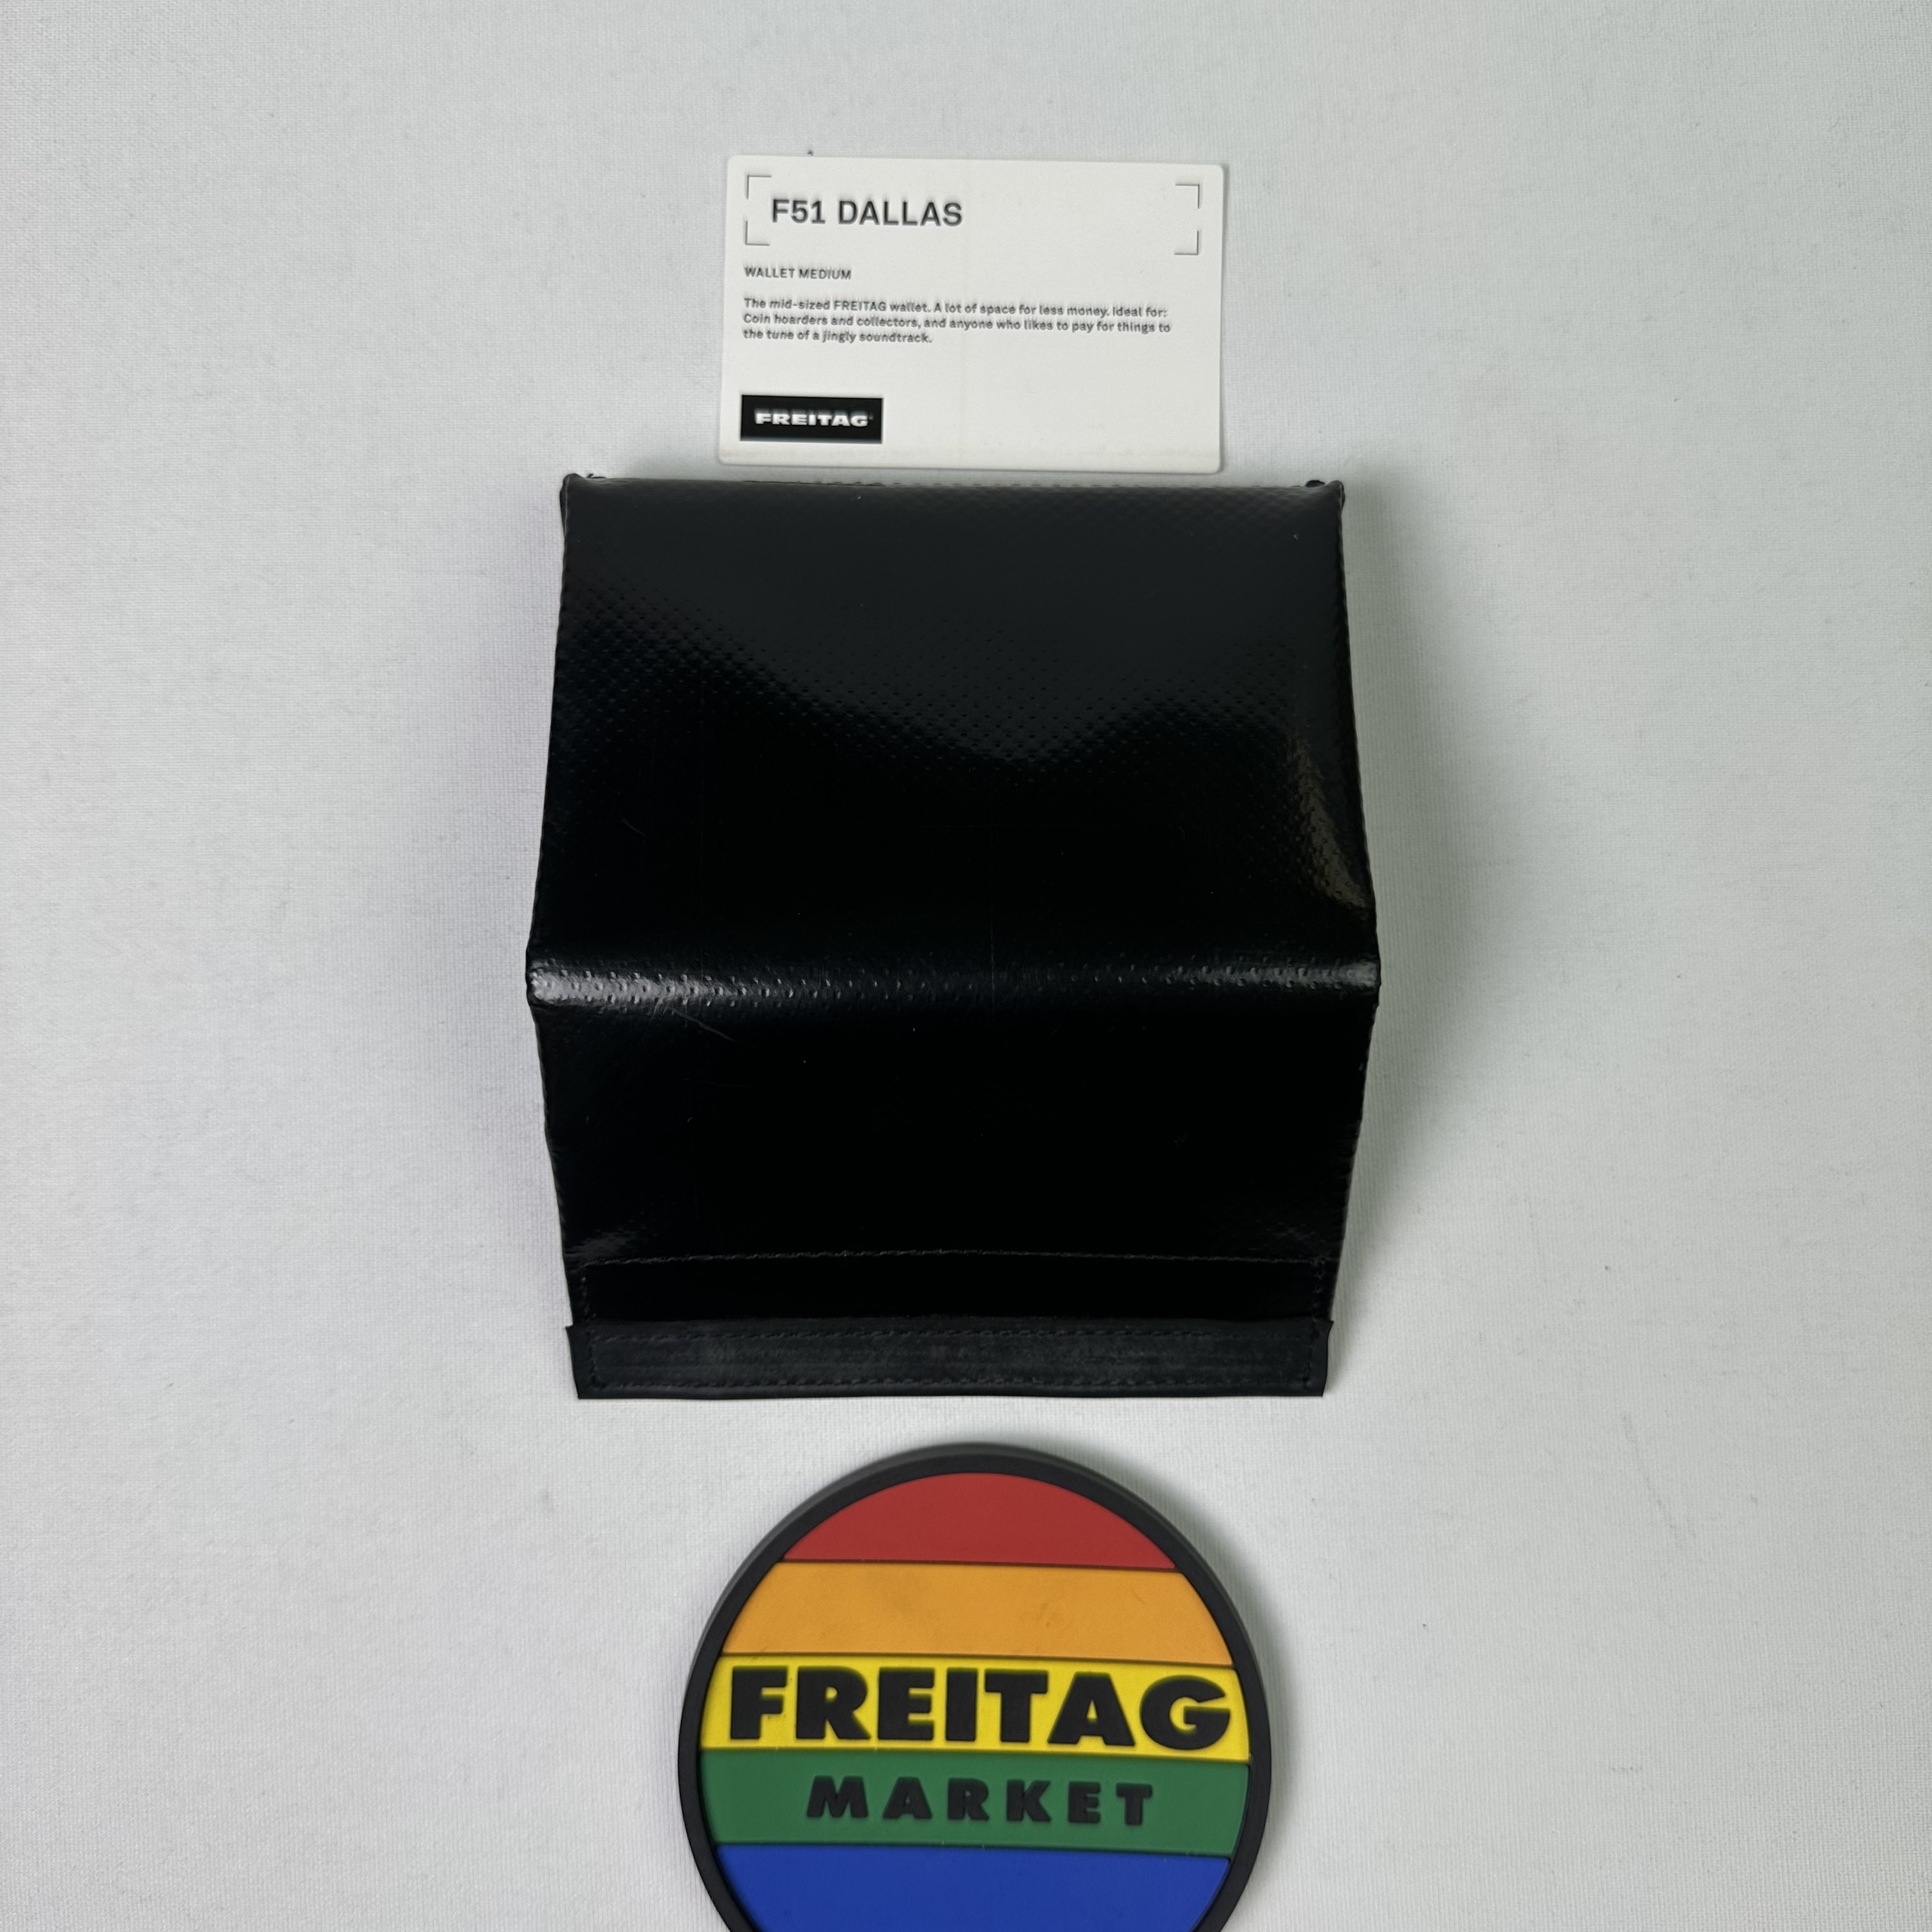 F51 DALLAS
WALLET MEDIUM
The mid-sized FREITAG wallet. A lot of space for less money. Ideal for:
Coin hoarders and collectors, and anyone who likes to pay for things to
the tune of a jingly soundtrack.
FREITAG®
FREITAG
MARKET